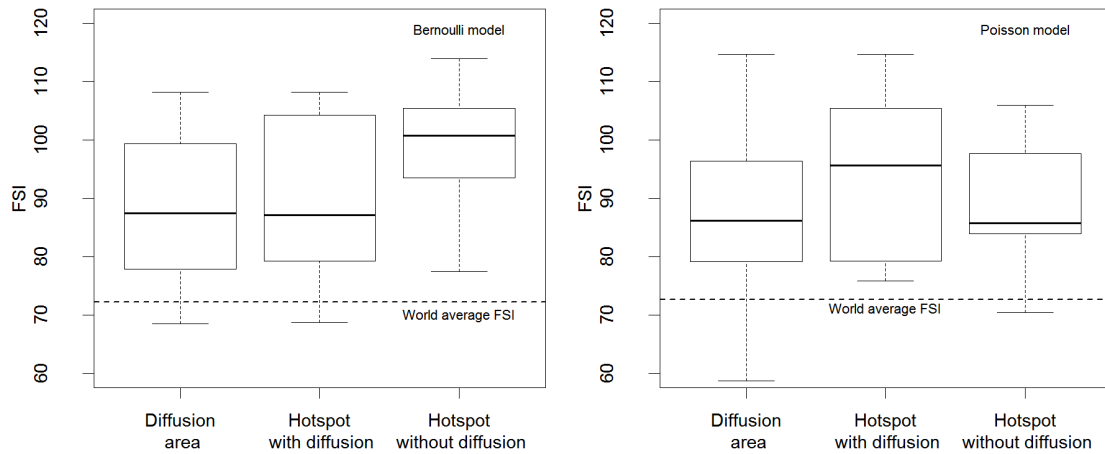 Bernoulli model
FSI
120
110
100
90
80
70
60
World average FSI
Diffusion
area
Hotspot
with diffusion
Hotspot
without diffusion
Poisson model
FSI
120
110
100
90
80
70
60
World average FSI
Diffusion
area
Hotspot
with diffusion
Hotspot
without diffusion